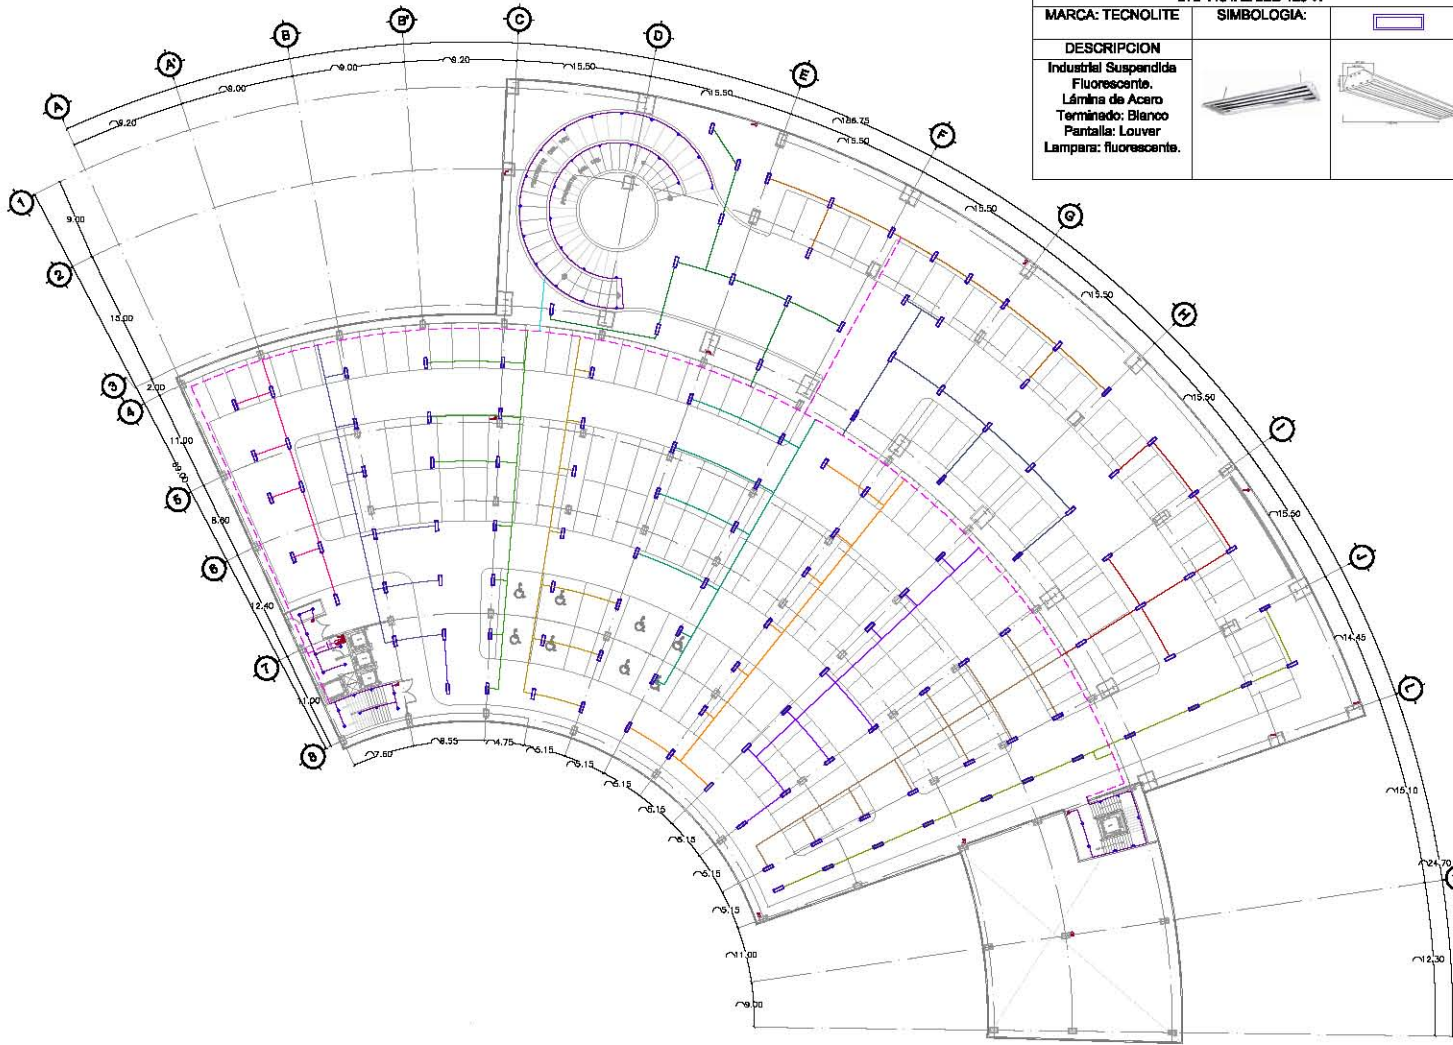 MARCA: TECNOLITE
SIMBOLOGIA:
DESCRIPCION
Industrial Suspendida
Fluorescente.
Lámina de Acero
Terminado: Blanco
Pantalla: Louver
Lampara: fluorescente.
A
A'
B
B'
C
D
E
F
G
H
I
J
L
1
2
3
4
5
6
7
8
9.20
8.00
9.00
8.20
15.50
15.50
15.50
15.50
15.50
15.50
15.50
14.45
15.10
24.70
12.30
9.00
15.00
2.00
11.00
8.60
12.40
11.00
7.60
8.55
4.75
5.15
5.15
5.15
5.15
5.15
5.15
5.15
11.00
9.00